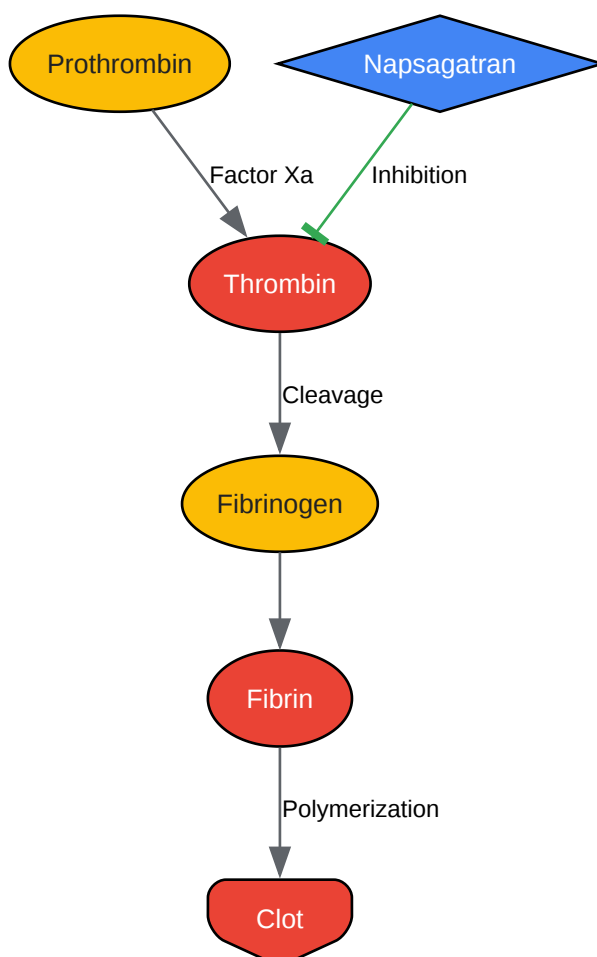 Prothrombin
Napsagatran
Factor Xa
Inhibition
Thrombin
Cleavage
Fibrinogen
Fibrin
Polymerization
Clot